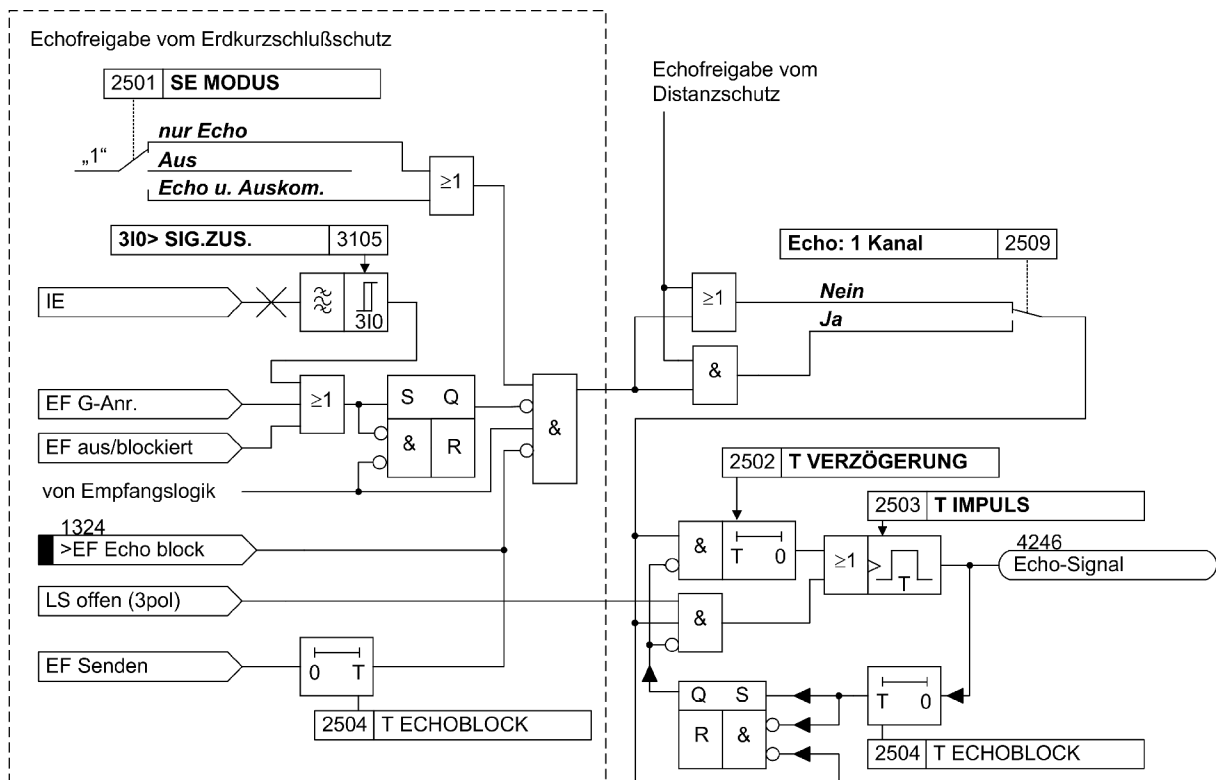 Echofreigabe vom Erdkurzschlußschutz
2501 SE MODUS
nur Echo
„1“
Aus
Echo u. Auskom.
≥1
3I0> SIG.ZUS. 3105
IE
3I0
EF G-Anr.
≥1
S Q
EF aus/blockiert
& R
&
von Empfangslogik
1324
>EF Echo block
LS offen (3pol)
EF Senden
0 T
2504 T ECHOBLOCK
Echofreigabe vom
Distanzschutz
Echo: 1 Kanal 2509
≥1
Nein
Ja
&
2502 T VERZÖGERUNG
2503 T IMPULS
& T 0
≥1
T
4246
Echo-Signal
&
Q S
T 0
R &
2504 T ECHOBLOCK